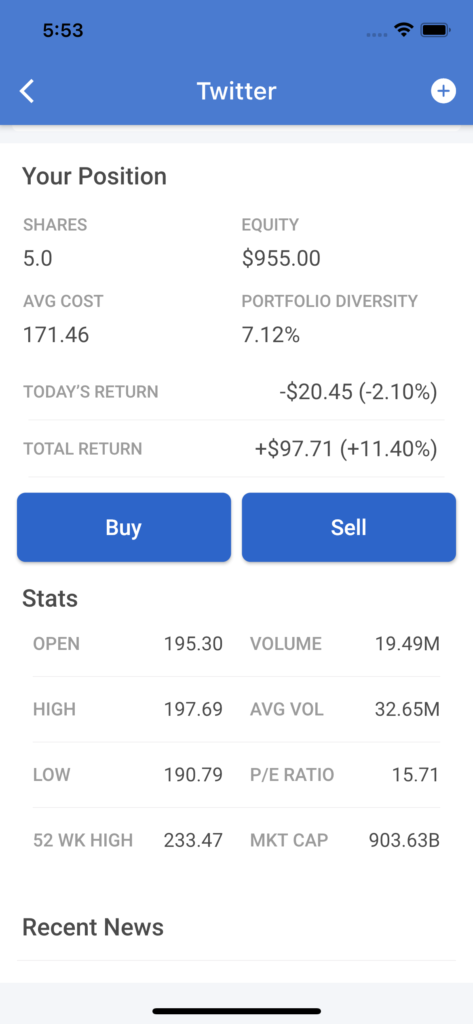 5:53
Twitter
Your Position
SHARES EQUITY
5.0 $955.00
AVG COST PORTFOLIO DIVERSITY
171.46 7.12%
TODAY'S RETURN -$20.45 (-2.10%)
TOTAL RETURN +$97.71 (+11.40%)
Buy Sell
Stats
OPEN 195.30 VOLUME 19.49M
HIGH 197.69 AVG VOL 32.65M
LOW 190.79 P/E RATIO 15.71
52 WK HIGH 233.47 MKT CAP 903.63B
Recent News